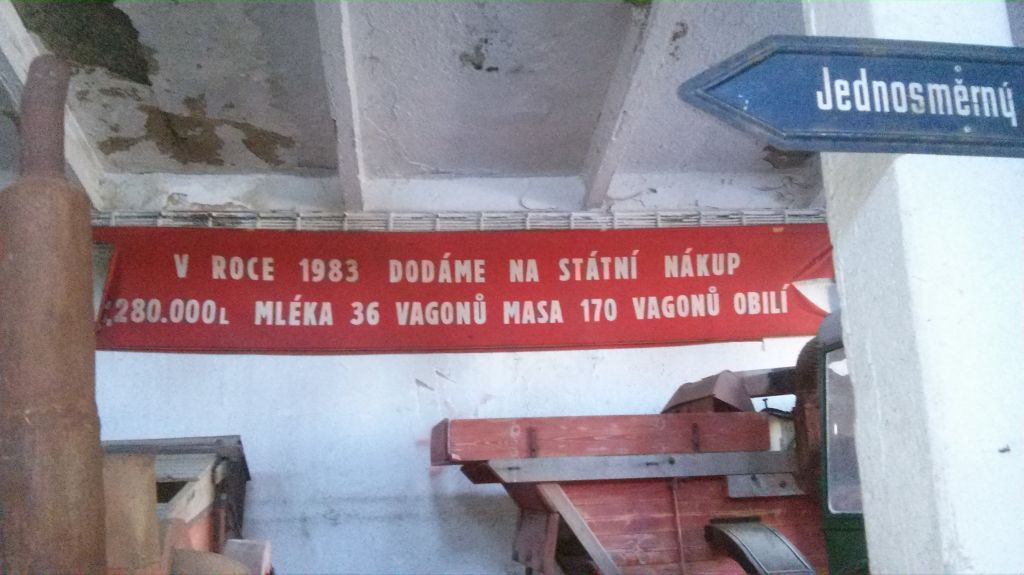 Jednosměrný
V ROCE 1983 DODÁME NA STÁTNÍ NÁKUP
.280.000L MLÉKA 36 VAGONŮ MASA 170 VAGONŮ OBILÍ